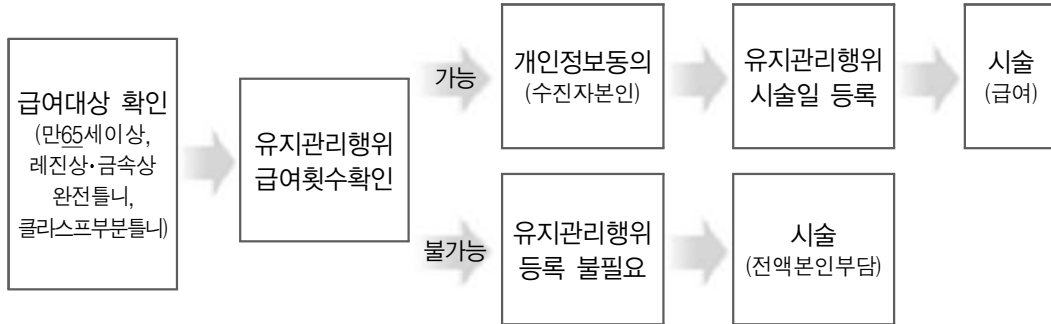 급여대상 확인
(만65세이상,
레진상·금속상
완전틀니,
클라스프부분틀니)
유지관리행위
급여횟수확인
가능
개인정보동의
(수진자본인)
유지관리행위
시술일 등록
시술
(급여)
불가능
유지관리행위
등록 불필요
시술
(전액본인부담)